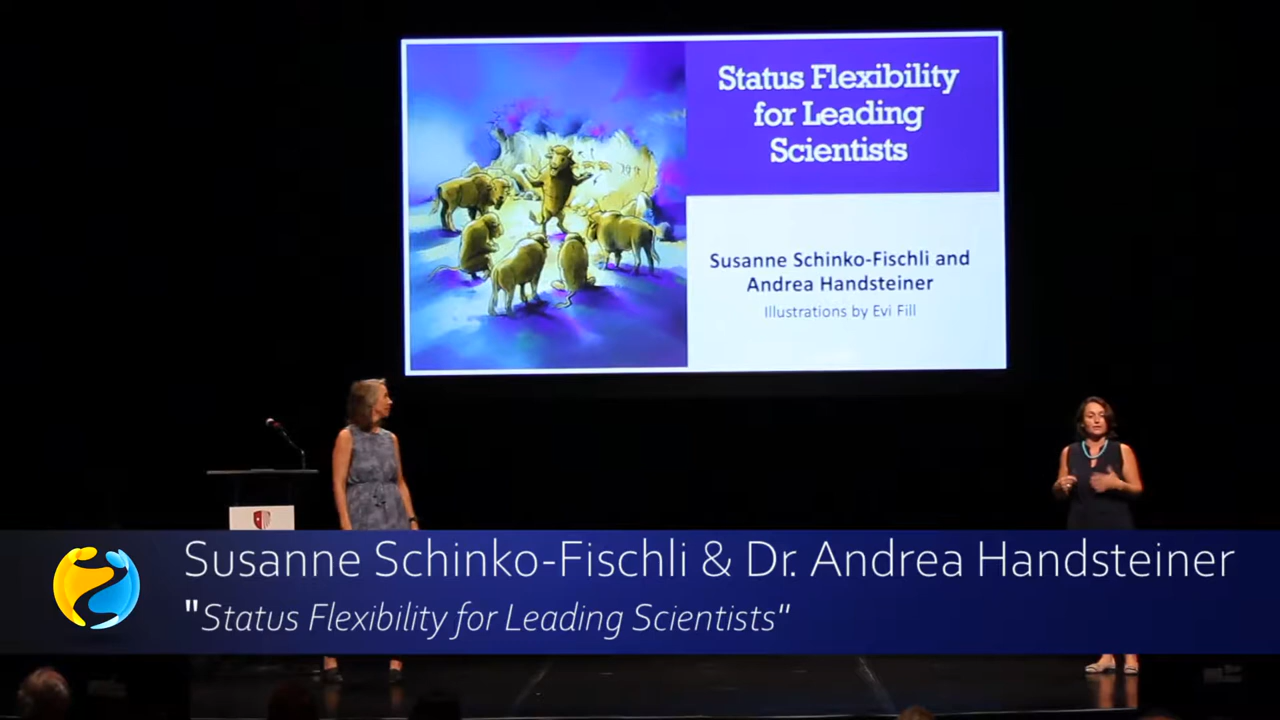 Status Flexibility
for Leading
Scientists
Susanne Schinko-Fischli and
Andrea Handsteiner
Illustrations by Evi Fill
Susanne Schinko-Fischli & Dr. Andrea Handsteiner
"Status Flexibility for Leading Scientists"